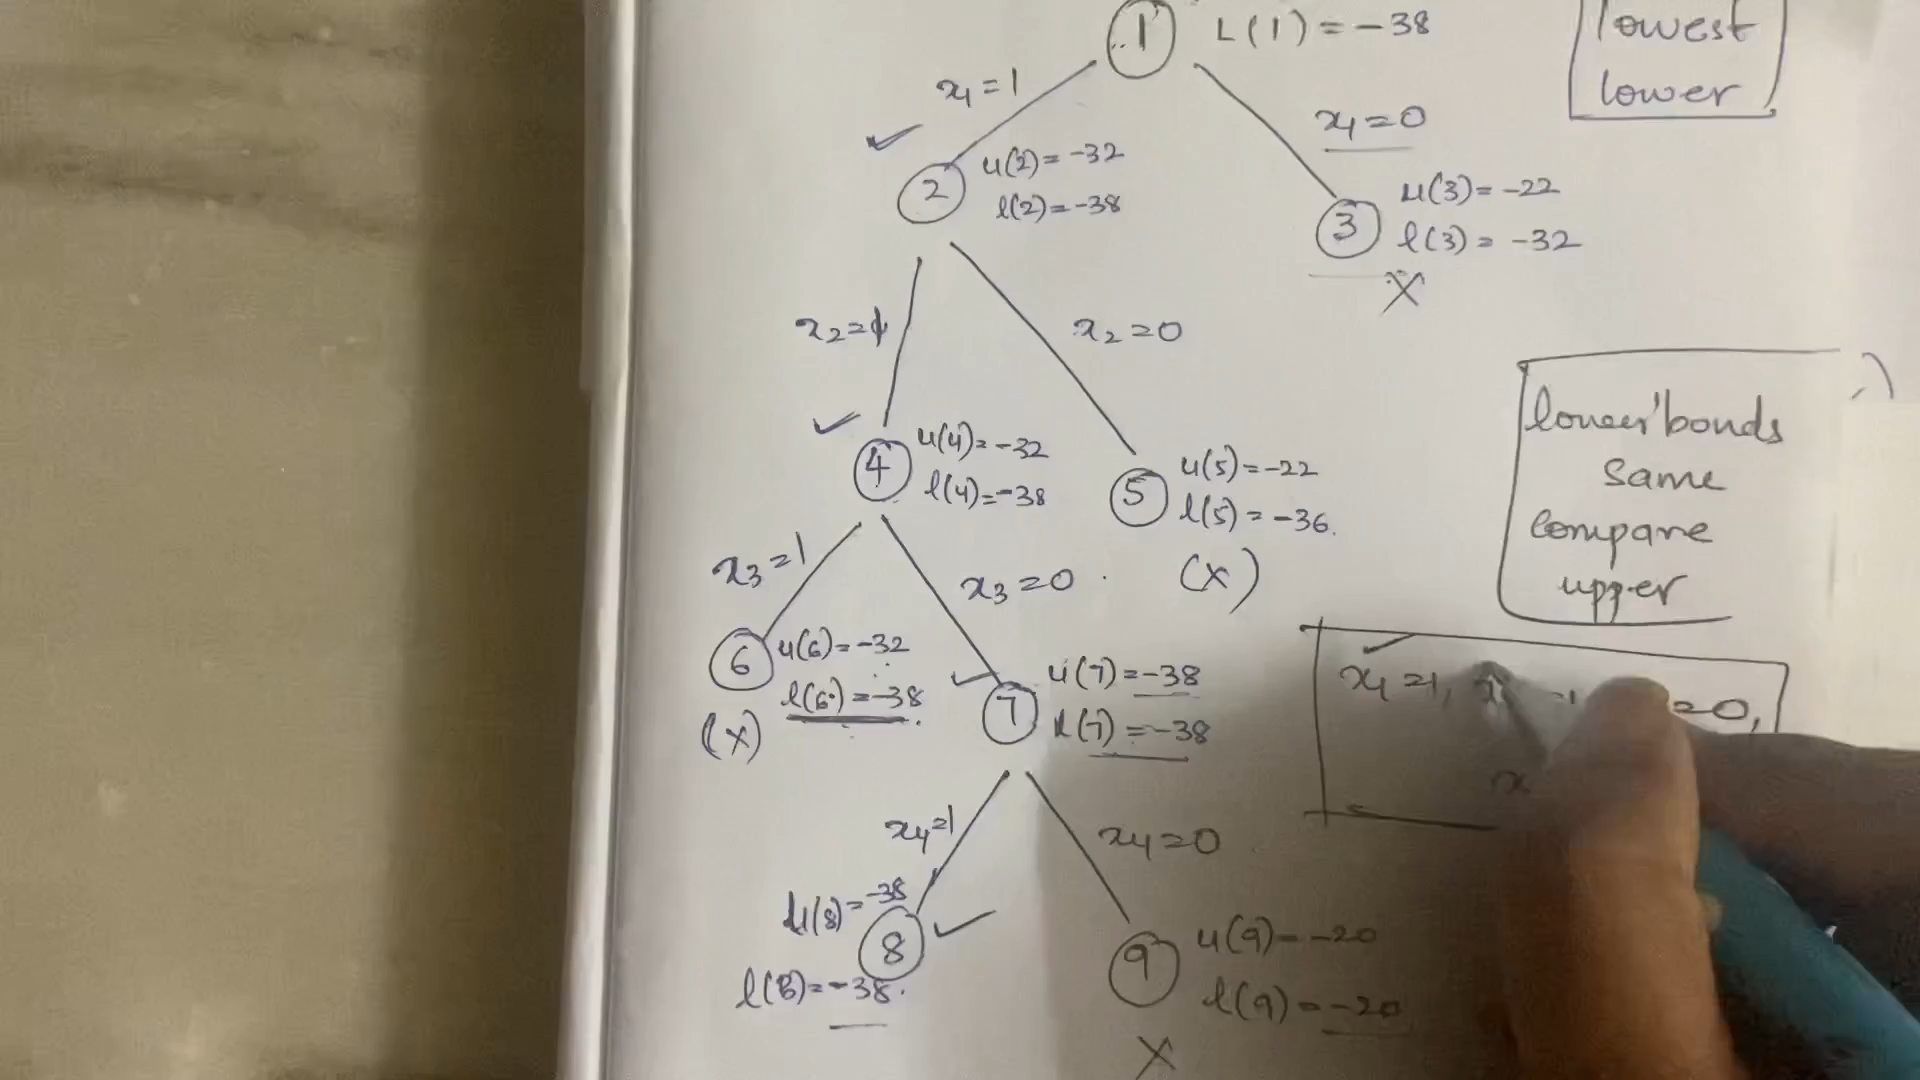 1
L(1) = -38
lowest
lower
x1 = 1
x1 = 0
2
u(2) = -32
l(2) = -38
3
u(3) = -22
l(3) = -32
X
x2 = 1
x2 = 0
4
u(4) = -32
l(4) = -38
5
u(5) = -22
l(5) = -36.
(X)
lower bonds
same
compare
upper
x3 = 1
x3 = 0
6
u(6) = -32
l(6) = -38
(X)
7
u(7) = -38
l(7) = -38
x1 = 1,
= 0,
x
x4 = 1
x4 = 0
u(8) = -38
8
l(8) = -38.
9
u(9) = -20
l(9) = -20
X